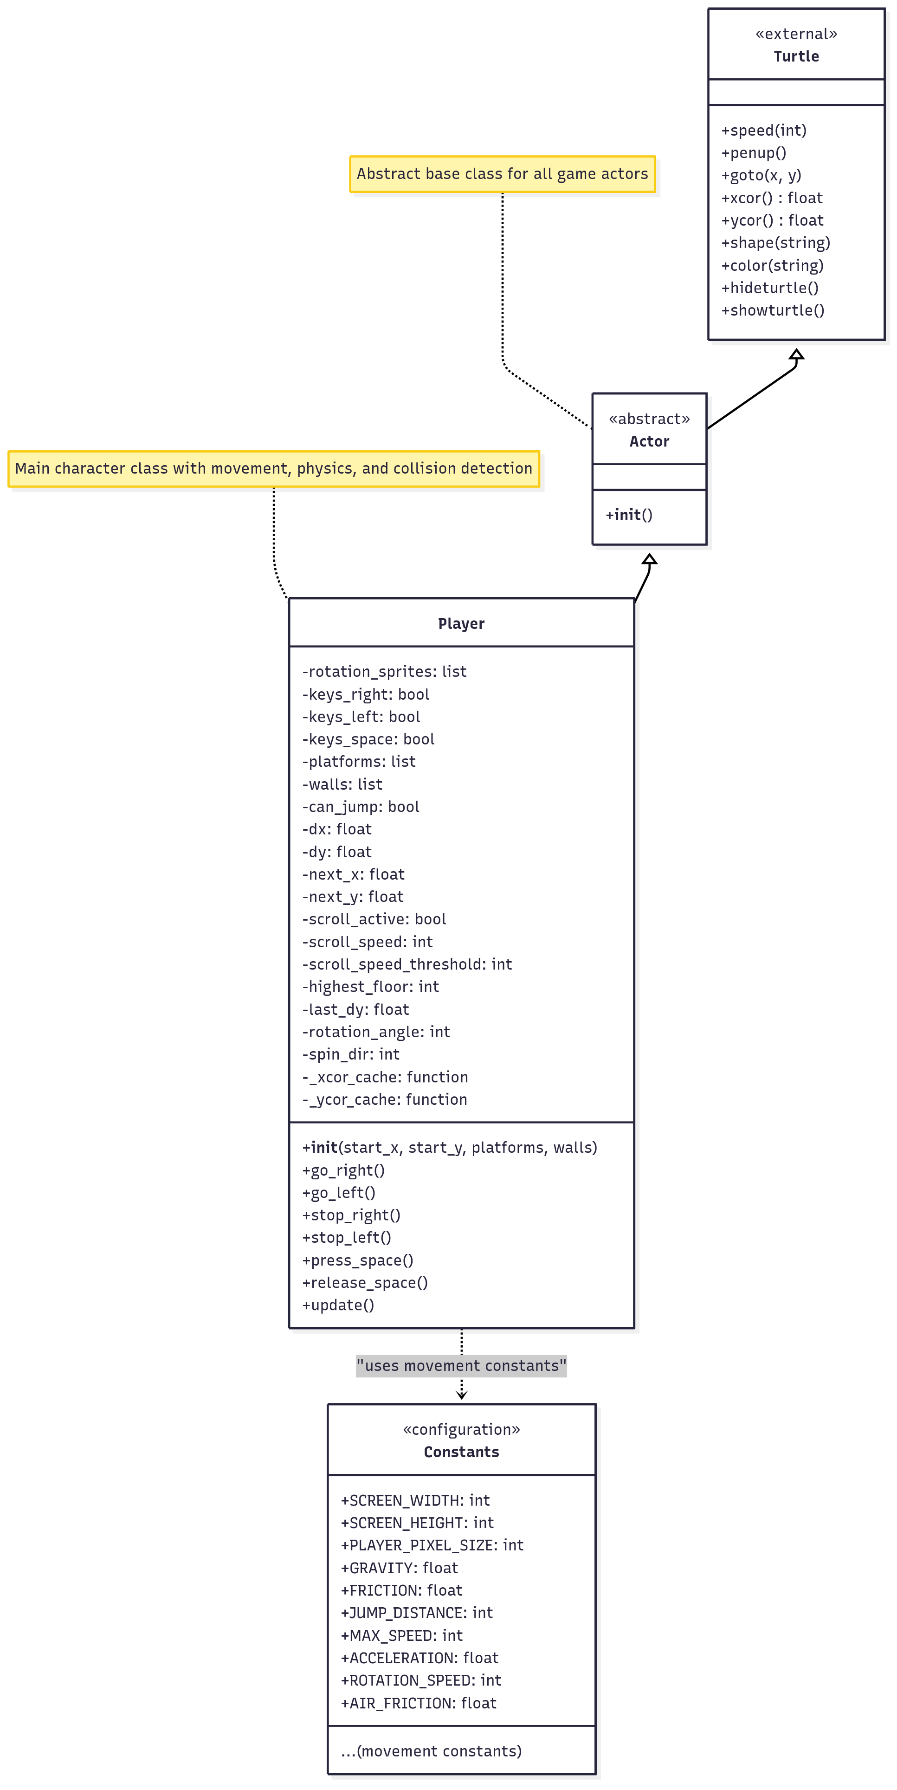 «external»
Turtle
+speed(int)
+penup()
+goto(x, y)
+xcor() : float
+ycor() : float
+shape(string)
+color(string)
+hideturtle()
+showturtle()
Abstract base class for all game actors
«abstract»
Actor
+init()
Main character class with movement, physics, and collision detection
Player
-rotation_sprites: list
-keys_right: bool
-keys_left: bool
-keys_space: bool
-platforms: list
-walls: list
-can_jump: bool
-dx: float
-dy: float
-next_x: float
-next_y: float
-scroll_active: bool
-scroll_speed: int
-scroll_speed_threshold: int
-highest_floor: int
-last_dy: float
-rotation_angle: int
-spin_dir: int
-_xcor_cache: function
-_ycor_cache: function
+init(start_x, start_y, platforms, walls)
+go_right()
+go_left()
+stop_right()
+stop_left()
+press_space()
+release_space()
+update()
"uses movement constants"
«configuration»
Constants
+SCREEN_WIDTH: int
+SCREEN_HEIGHT: int
+PLAYER_PIXEL_SIZE: int
+GRAVITY: float
+FRICTION: float
+JUMP_DISTANCE: int
+MAX_SPEED: int
+ACCELERATION: float
+ROTATION_SPEED: int
+AIR_FRICTION: float
...(movement constants)